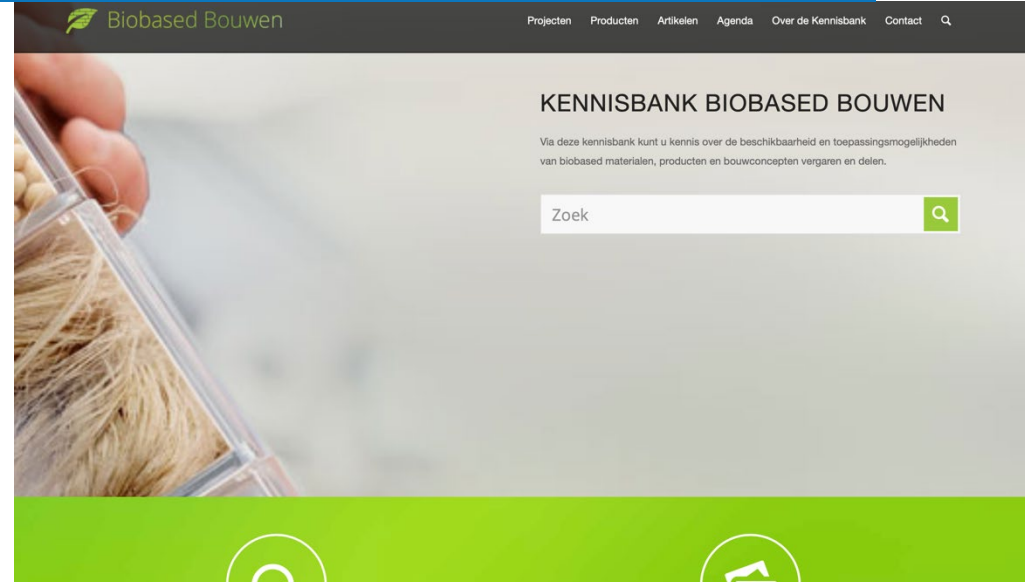 Biobased Bouwen
Projecten Producten Artikelen Agenda Over de Kennisbank Contact
KENNISBANK BIOBASED BOUWEN
Via deze kennisbank kunt u kennis over de beschikbaarheid en toepassingsmogelijkheden
van biobased materialen, producten en bouwconcepten vergaren en delen.
Zoek